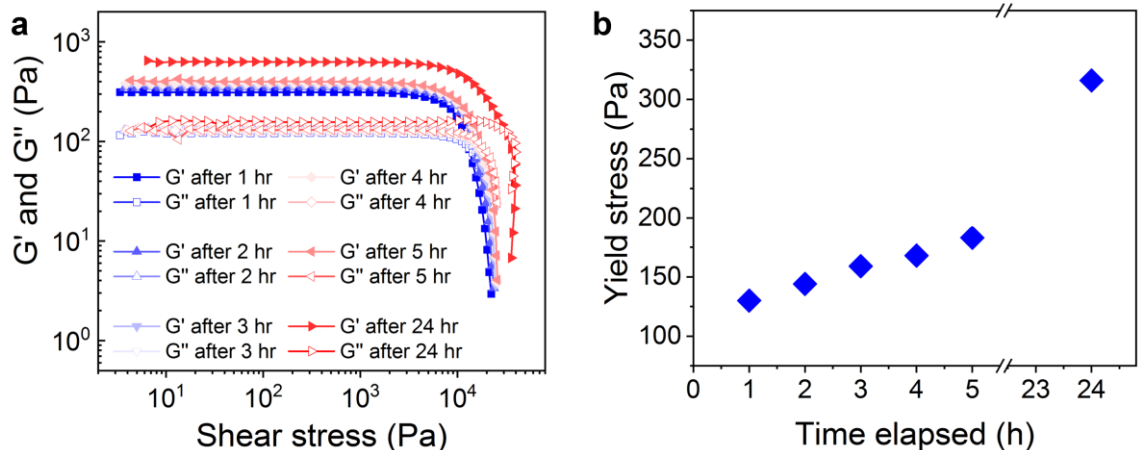 a
G' and G'' (Pa)
10³
10²
10¹
10⁰
G' after 1 hr
G'' after 1 hr
G' after 2 hr
G'' after 2 hr
G' after 3 hr
G'' after 3 hr
G' after 4 hr
G'' after 4 hr
G' after 5 hr
G'' after 5 hr
G' after 24 hr
G'' after 24 hr
10¹ 10² 10³ 10⁴
Shear stress (Pa)
b
Yield stress (Pa)
350
300
250
200
150
100
0 1 2 3 4 5 23 24
Time elapsed (h)